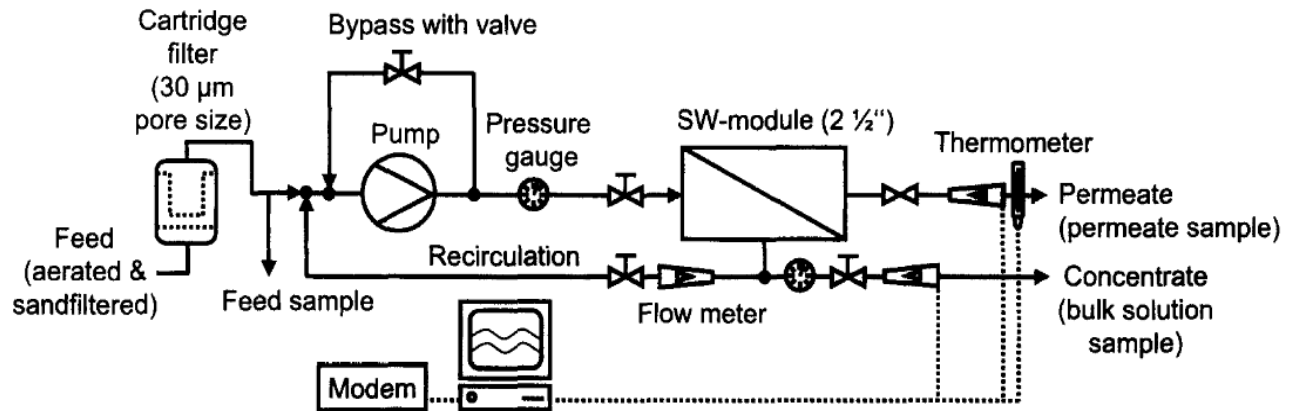 Cartridge
filter
(30 µm
pore size)
Bypass with valve
Pump
Pressure
gauge
SW-module (2 ½“)
Thermometer
Permeate
(permeate sample)
Feed
(aerated &
sandfiltered)
Feed sample
Recirculation
Flow meter
Concentrate
(bulk solution
sample)
Modem